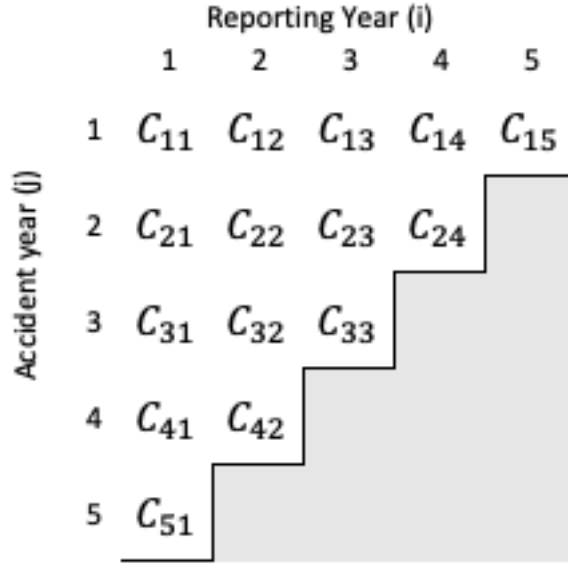 Reporting Year (i)
1 2 3 4 5
Accident year (j)
1 C₁₁ C₁₂ C₁₃ C₁₄ C₁₅
2 C₂₁ C₂₂ C₂₃ C₂₄
3 C₃₁ C₃₂ C₃₃
4 C₄₁ C₄₂
5 C₅₁